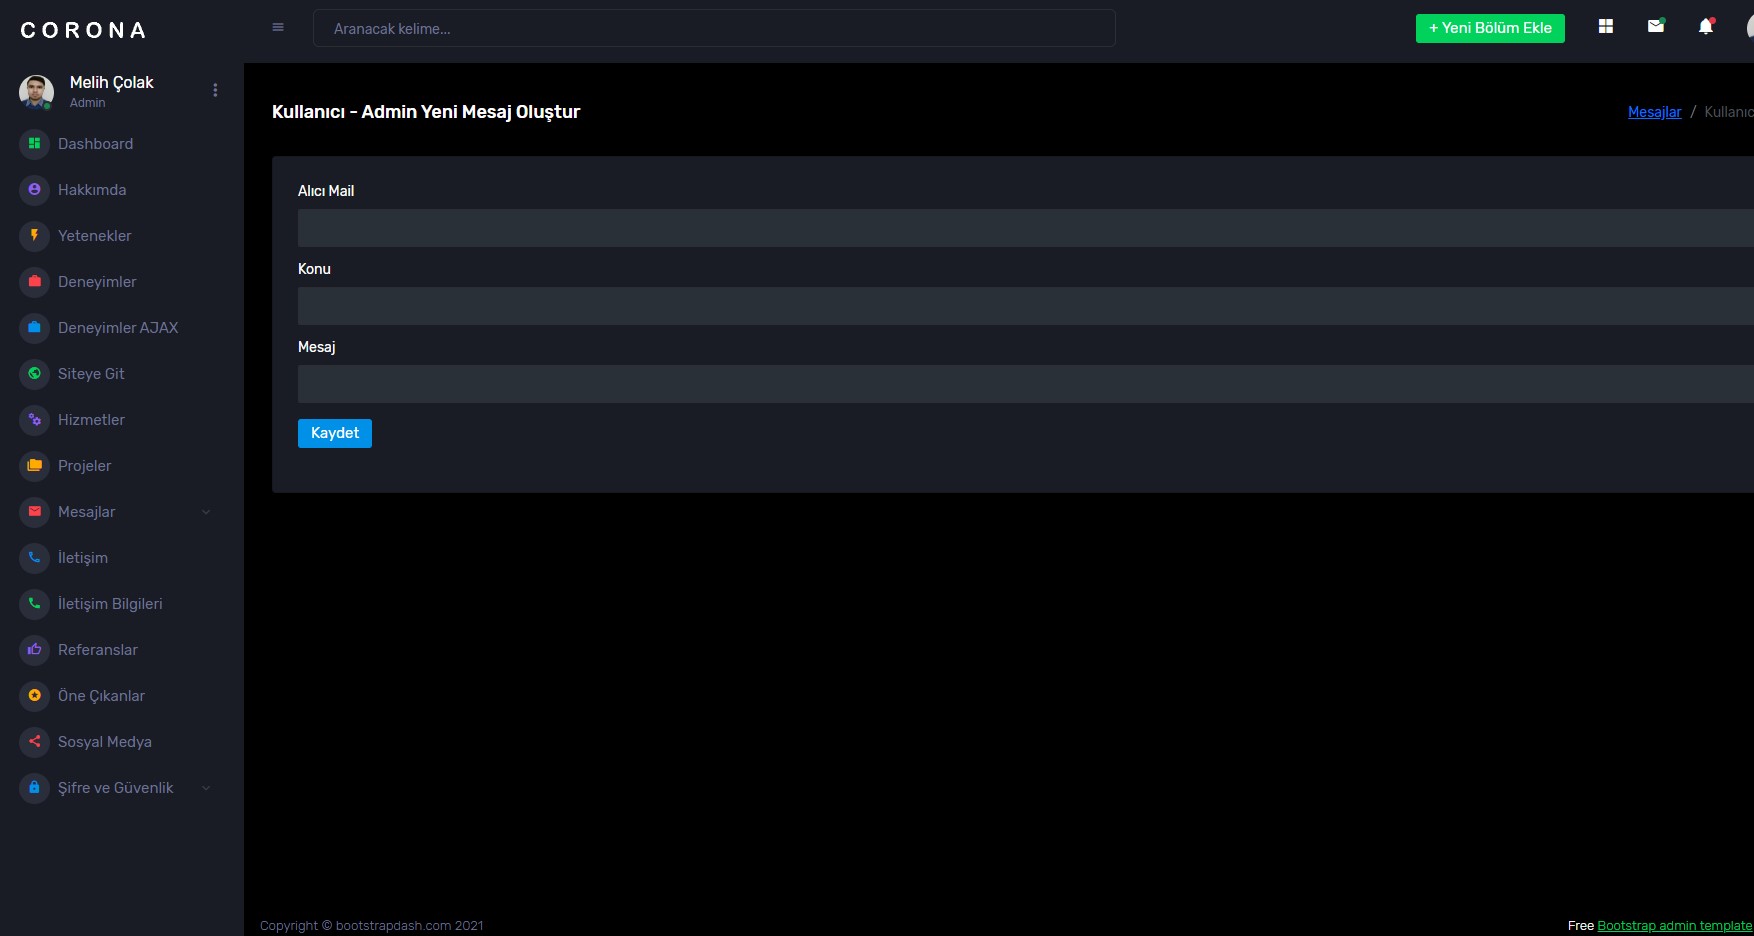 CORONA
Aranacak kelime...
+ Yeni Bölüm Ekle
Melih Çolak
Admin
Dashboard
Hakkımda
Yetenekler
Deneyimler
Deneyimler AJAX
Siteye Git
Hizmetler
Projeler
Mesajlar
İletişim
İletişim Bilgileri
Referanslar
Öne Çıkanlar
Sosyal Medya
Şifre ve Güvenlik
Kullanıcı - Admin Yeni Mesaj Oluştur
Mesajlar / Kullanıc
Alıcı Mail
Konu
Mesaj
Kaydet
Copyright © bootstrapdash.com 2021
Free Bootstrap admin template